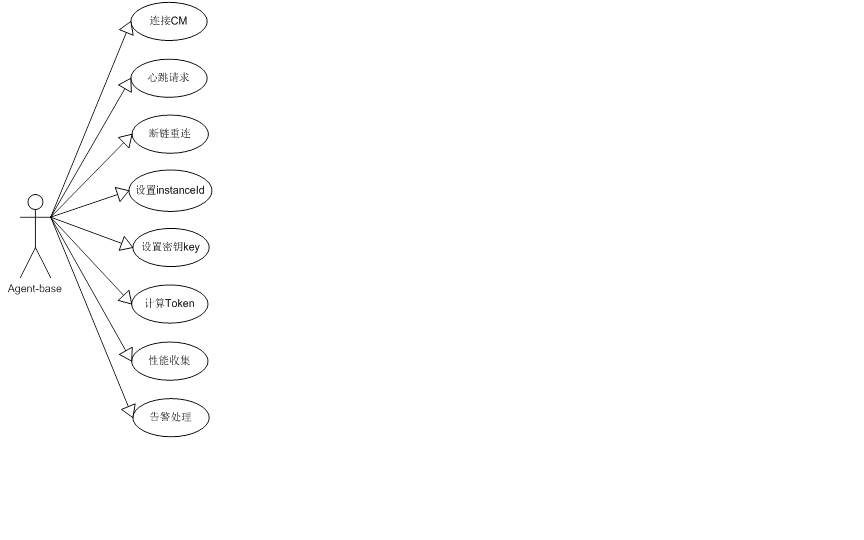 连接CM
心跳请求
断链重连
设置instanceId
设置密钥key
计算Token
性能收集
告警处理
Agent-base